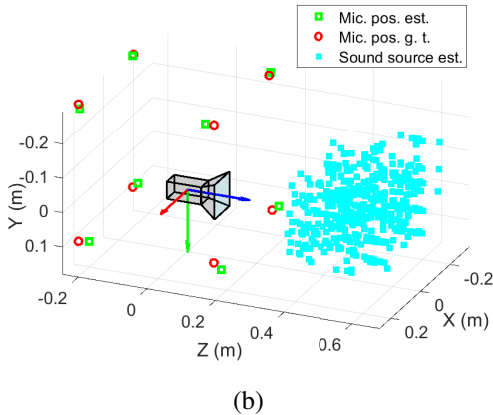 Mic. pos. est.
Mic. pos. g. t.
Sound source est.
-0.2
-0.1
0
0.1
Y (m)
-0.2
0
0.2
0.4
0.6
Z (m)
-0.2
0
0.2
X (m)
(b)